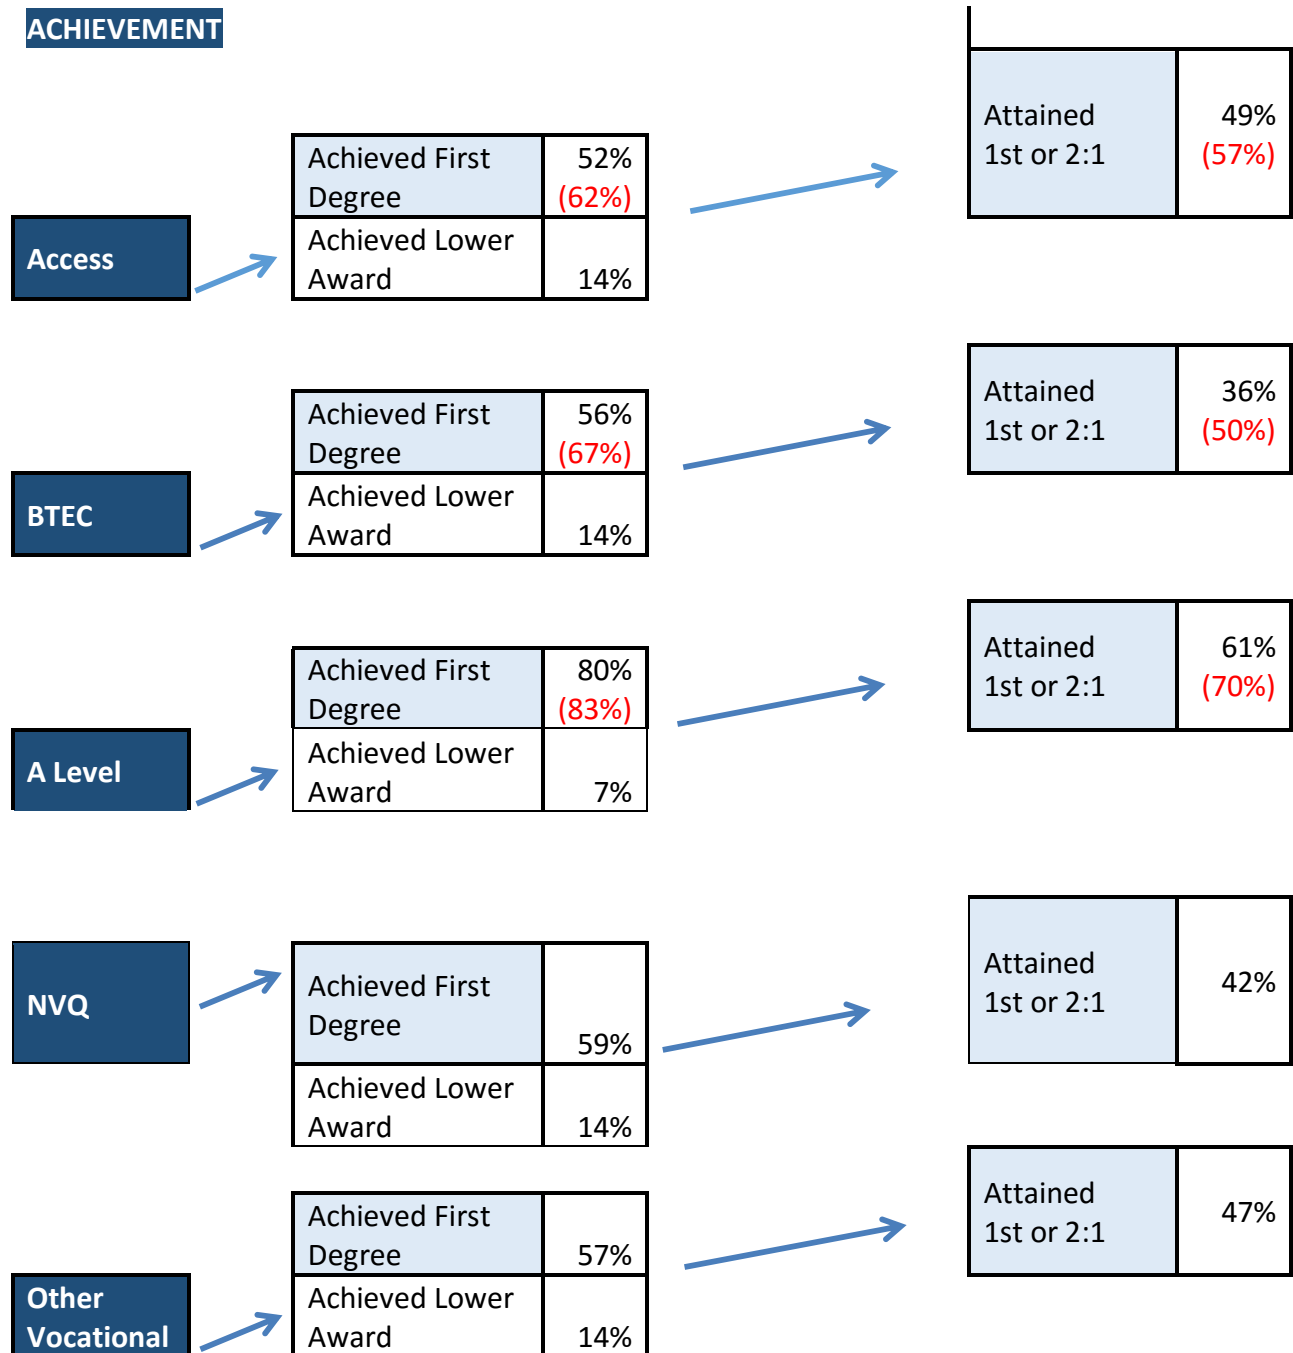 ACHIEVEMENT
Attained 49%
1st or 2:1 (57%)
Achieved First 52%
Degree (62%)
Access
Achieved Lower
Award 14%
Attained 36%
1st or 2:1 (50%)
Achieved First 56%
Degree (67%)
BTEC
Achieved Lower
Award 14%
Attained 61%
1st or 2:1 (70%)
Achieved First 80%
Degree (83%)
A Level
Achieved Lower
Award 7%
Attained
1st or 2:1 42%
NVQ
Achieved First
Degree 59%
Achieved Lower
Award 14%
Attained
1st or 2:1 47%
Achieved First
Degree 57%
Other
Vocational
Achieved Lower
Award 14%